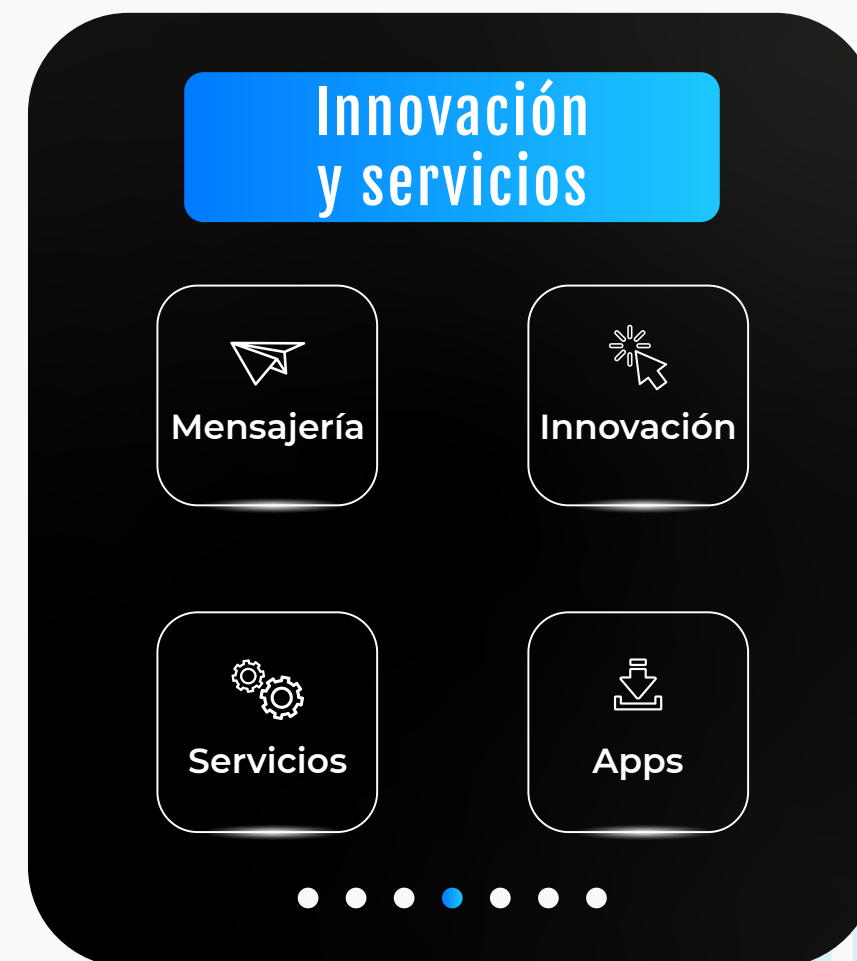 Innovación
y servicios
Mensajería
Innovación
Servicios
Apps